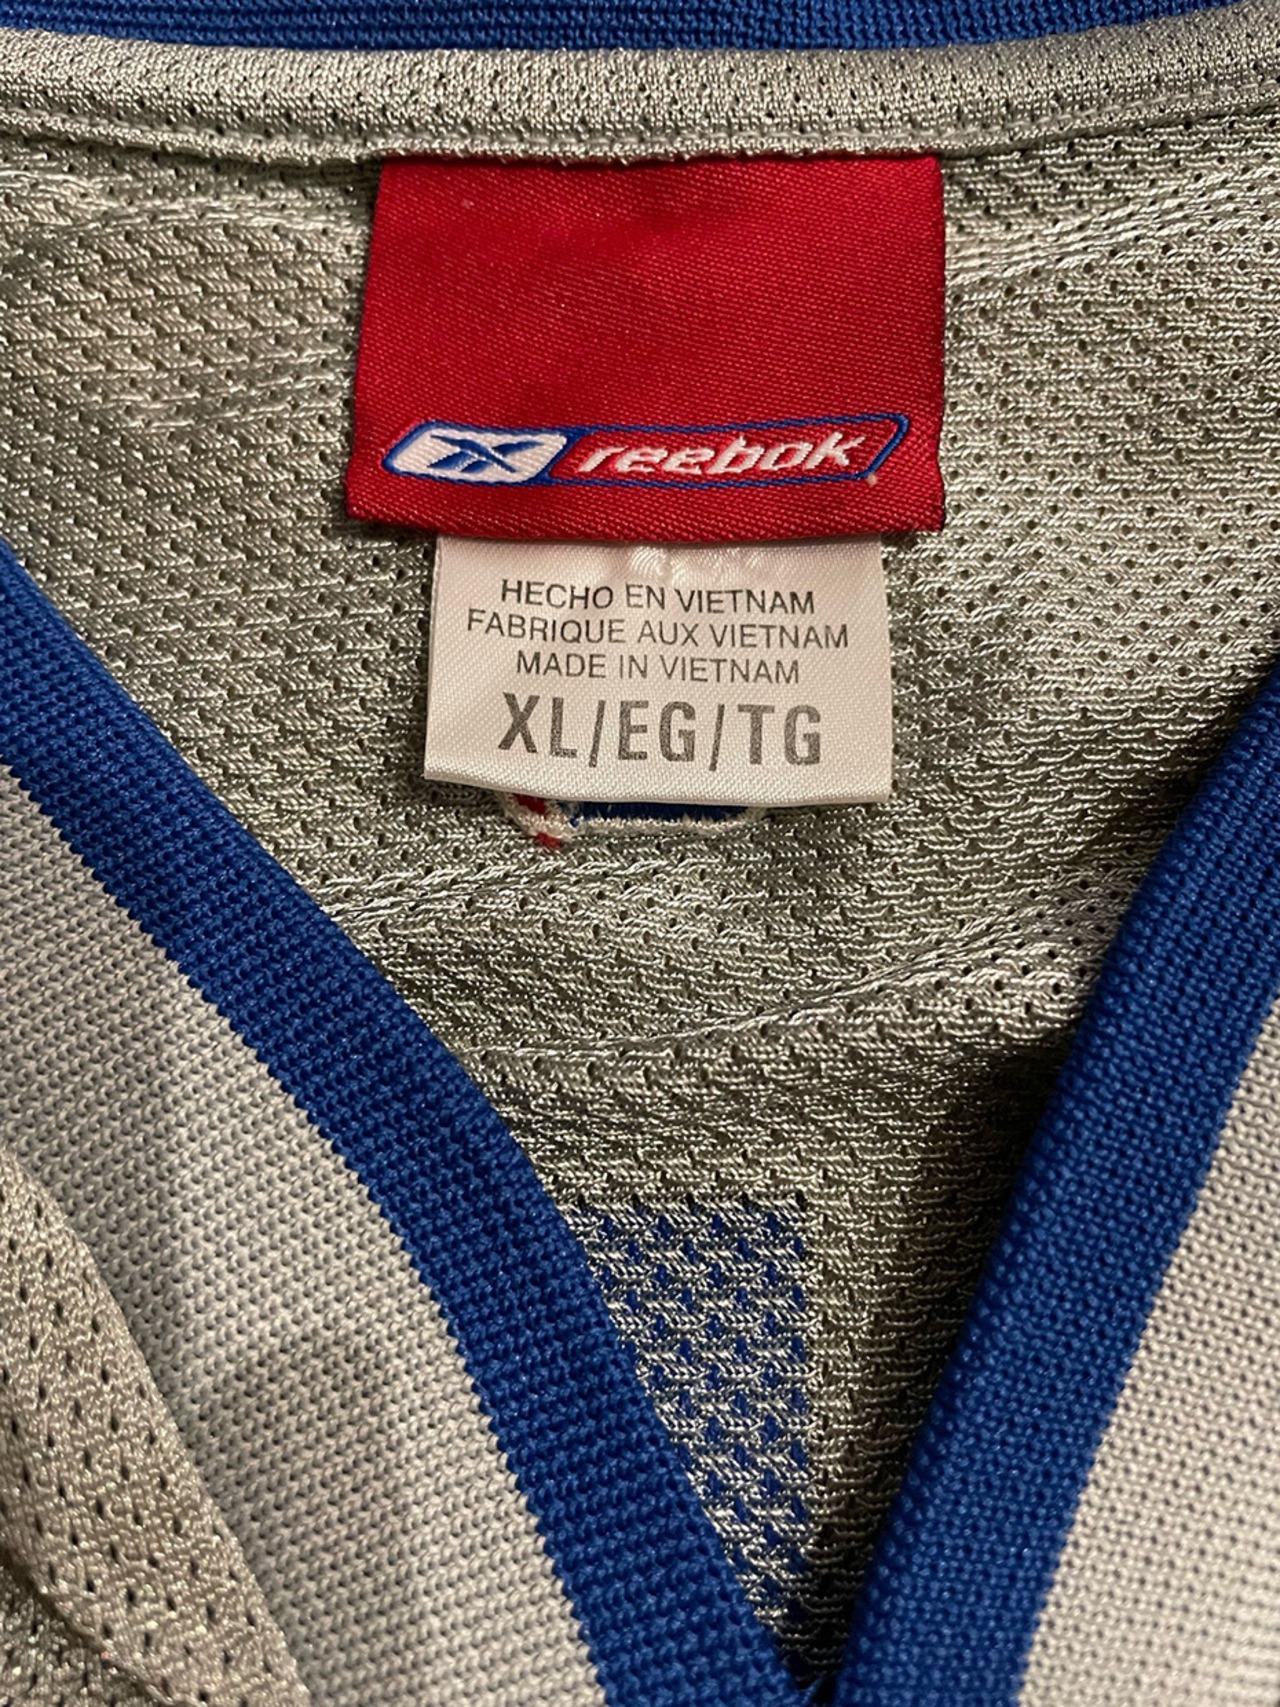 reebok
HECHO EN VIETNAM
FABRIQUE AUX VIETNAM
MADE IN VIETNAM
XL/EG/TG